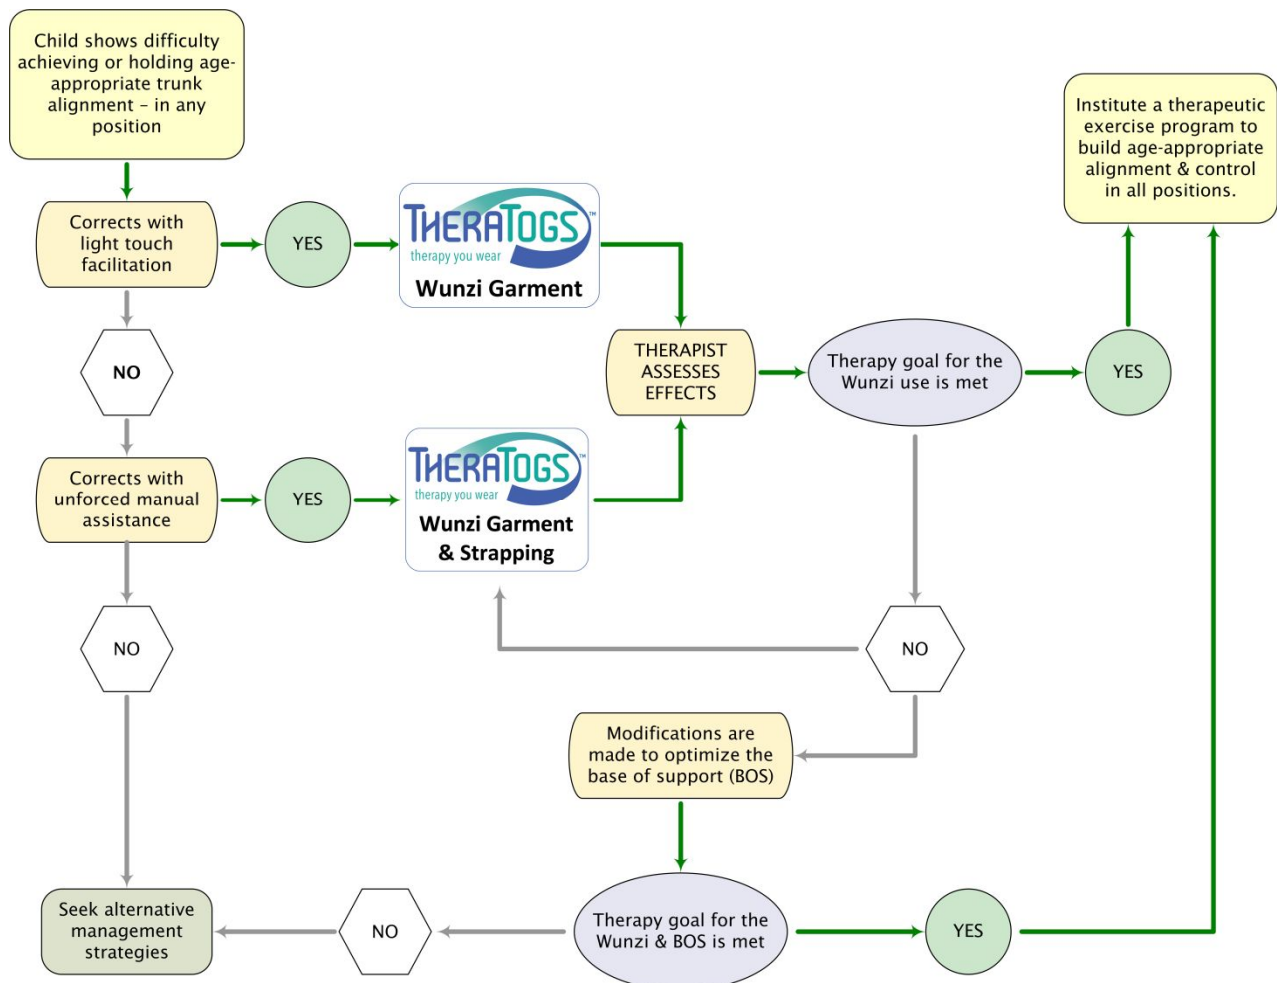 Child shows difficulty
achieving or holding age-
appropriate trunk
alignment – in any
position
Institute a therapeutic
exercise program to
build age-appropriate
alignment & control
in all positions.
Corrects with
light touch
facilitation
YES
THERATOGS™
therapy you wear
Wunzi Garment
NO
THERAPIST
ASSESSES
EFFECTS
Therapy goal for the
Wunzi use is met
YES
Corrects with
unforced manual
assistance
YES
THERATOGS
therapy you wear
Wunzi Garment
& Strapping
NO
NO
Modifications are
made to optimize the
base of support (BOS)
Seek alternative
management
strategies
NO
Therapy goal for the
Wunzi & BOS is met
YES